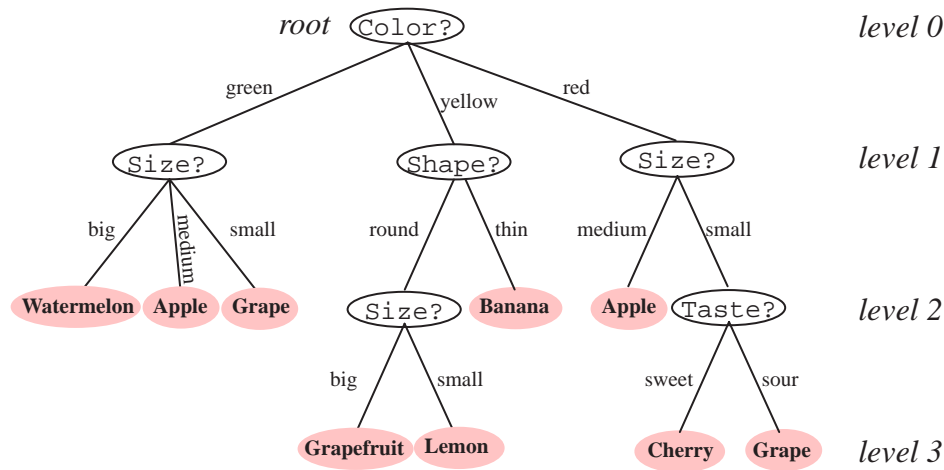 root Color? level 0
green yellow red
Size? Shape? Size? level 1
big medium small round thin medium small
Watermelon Apple Grape Size? Banana Apple Taste? level 2
big small sweet sour
Grapefruit Lemon Cherry Grape level 3